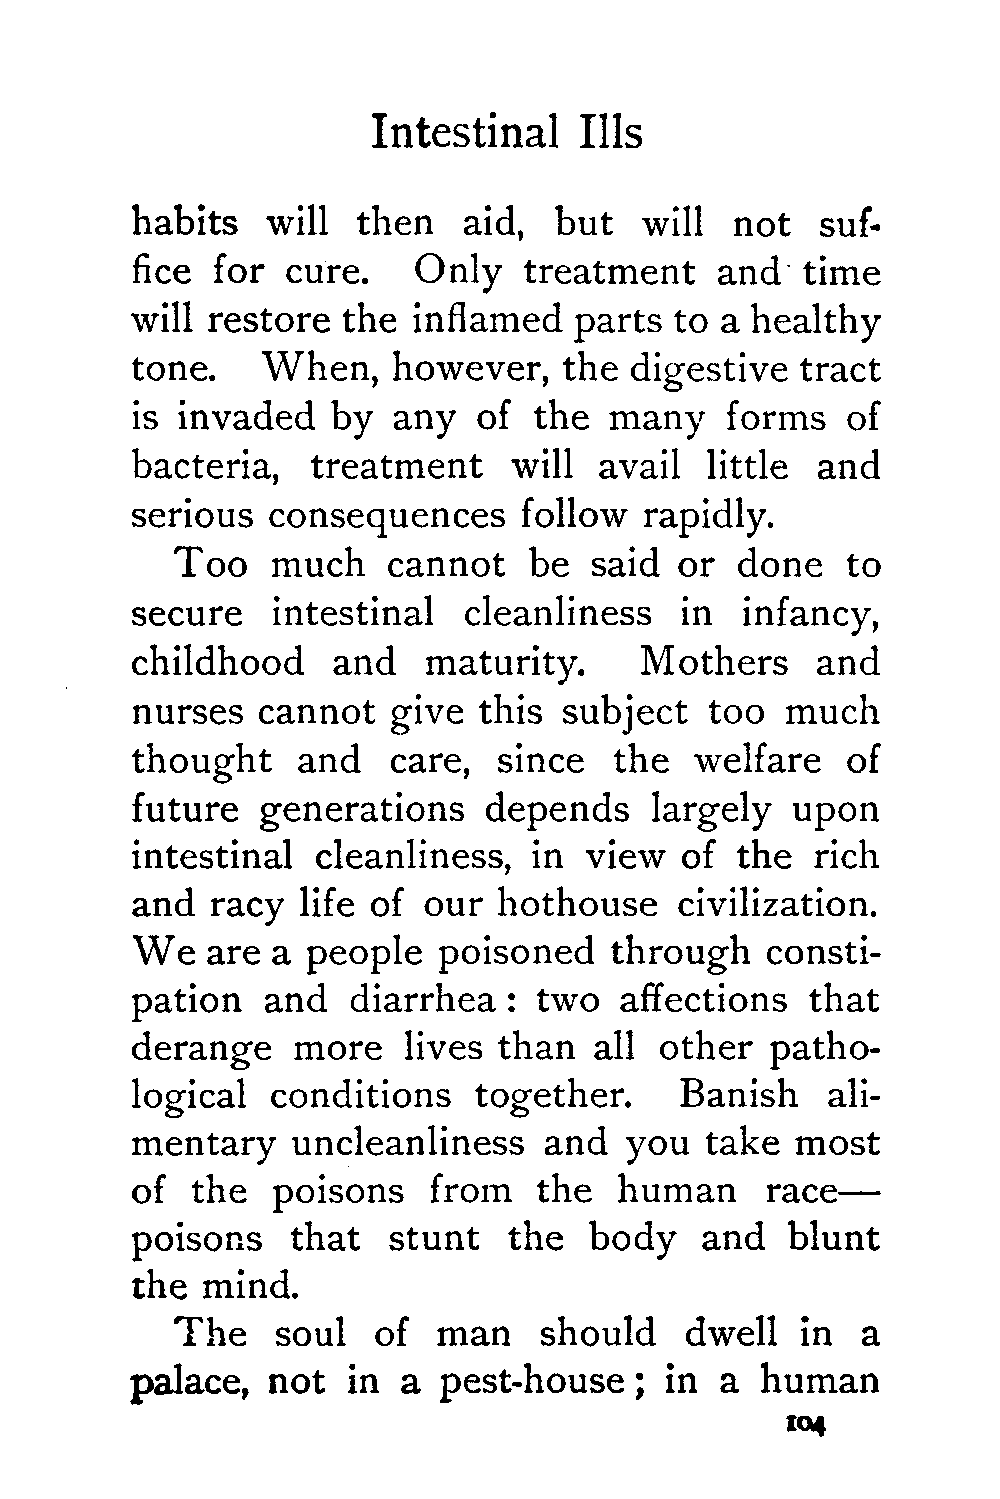 Intestinal Ills
habits will then aid, but will not suf-
fice for cure. Only treatment and time
will restore the inflamed parts to a healthy
tone. When, however, the digestive tract
is invaded by any of the many forms of
bacteria, treatment will avail little and
serious consequences follow rapidly.
Too much cannot be said or done to
secure intestinal cleanliness in infancy,
childhood and maturity. Mothers and
nurses cannot give this subject too much
thought and care, since the welfare of
future generations depends largely upon
intestinal cleanliness, in view of the rich
and racy life of our hothouse civilization.
We are a people poisoned through consti-
pation and diarrhea : two affections that
derange more lives than all other patho-
logical conditions together. Banish ali-
mentary uncleanliness and you take most
of the poisons from the human race—
poisons that stunt the body and blunt
the mind.
The soul of man should dwell in a
palace, not in a pest-house ; in a human
104